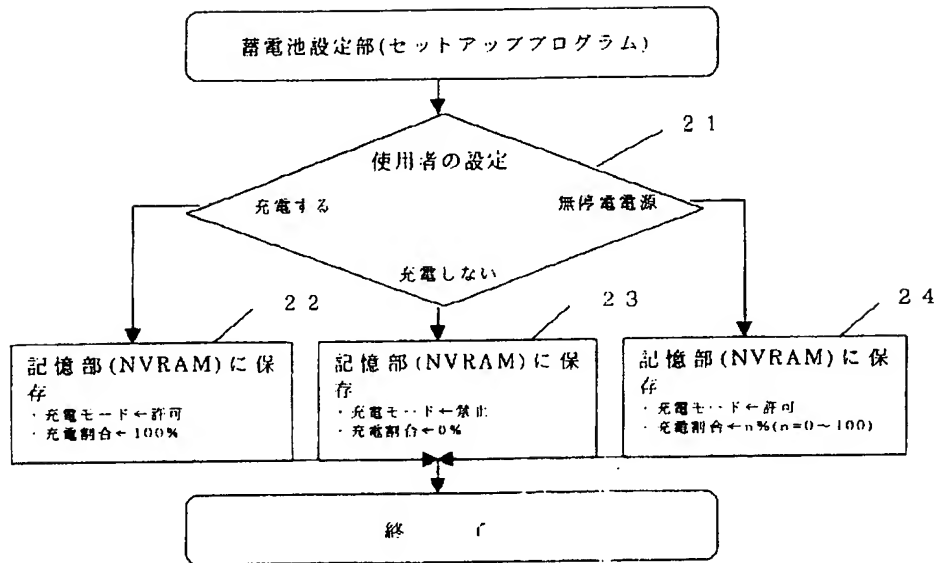 蓄電池設定部(セットアッププログラム)
21
使用者の設定
充電する
無停電電源
充電しない
22
23
24
記憶部(NVRAM)に保
存
・充電モード←許可
・充電割合←100%
記憶部(NVRAM)に保
存
・充電モード←禁止
・充電割合←0%
記憶部(NVRAM)に保
存
・充電モード←許可
・充電割合←n%(n=0~100)
終 了